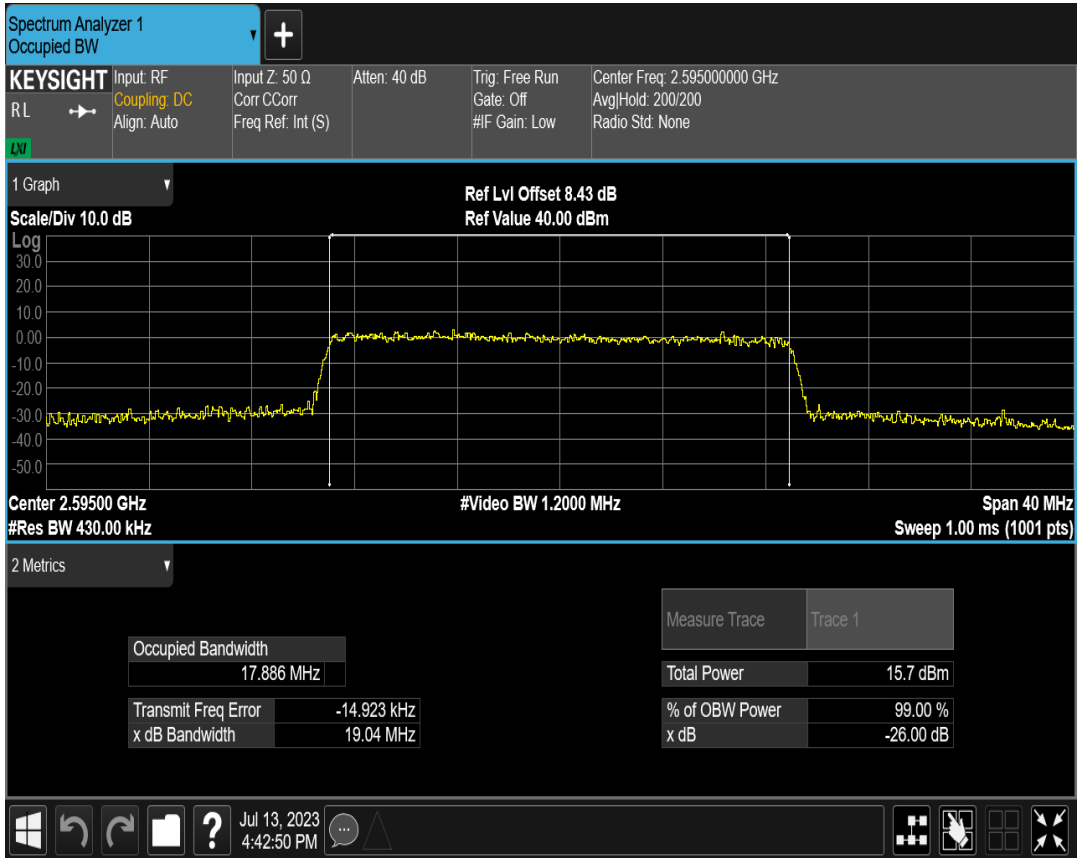 Spectrum Analyzer 1
Occupied BW
+
KEYSIGHT
R L
LXI
Input: RF
Coupling: DC
Align: Auto
Input Z: 50 Ω
Corr CCorr
Freq Ref: Int (S)
Atten: 40 dB
Trig: Free Run
Gate: Off
#IF Gain: Low
Center Freq: 2.595000000 GHz
Avg|Hold: 200/200
Radio Std: None
1 Graph
Scale/Div 10.0 dB
Ref Lvl Offset 8.43 dB
Ref Value 40.00 dBm
Log
30.0
20.0
10.0
0.00
-10.0
-20.0
-30.0
-40.0
-50.0
Center 2.59500 GHz
#Video BW 1.2000 MHz
Span 40 MHz
#Res BW 430.00 kHz
Sweep 1.00 ms (1001 pts)
2 Metrics
Measure Trace Trace 1
Occupied Bandwidth
17.886 MHz
Total Power 15.7 dBm
Transmit Freq Error -14.923 kHz
% of OBW Power 99.00 %
x dB Bandwidth 19.04 MHz
x dB -26.00 dB
?
Jul 13, 2023
4:42:50 PM